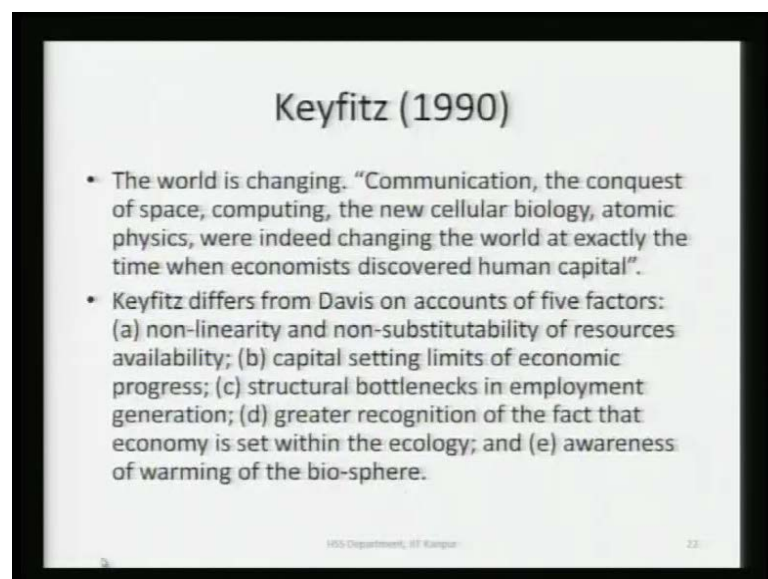 Keyfitz (1990)
• The world is changing. “Communication, the conquest
of space, computing, the new cellular biology, atomic
physics, were indeed changing the world at exactly the
time when economists discovered human capital”.
• Keyfitz differs from Davis on accounts of five factors:
(a) non-linearity and non-substitutability of resources
availability; (b) capital setting limits of economic
progress; (c) structural bottlenecks in employment
generation; (d) greater recognition of the fact that
economy is set within the ecology; and (e) awareness
of warming of the bio-sphere.
HSS Department, IIT Kanpur
22